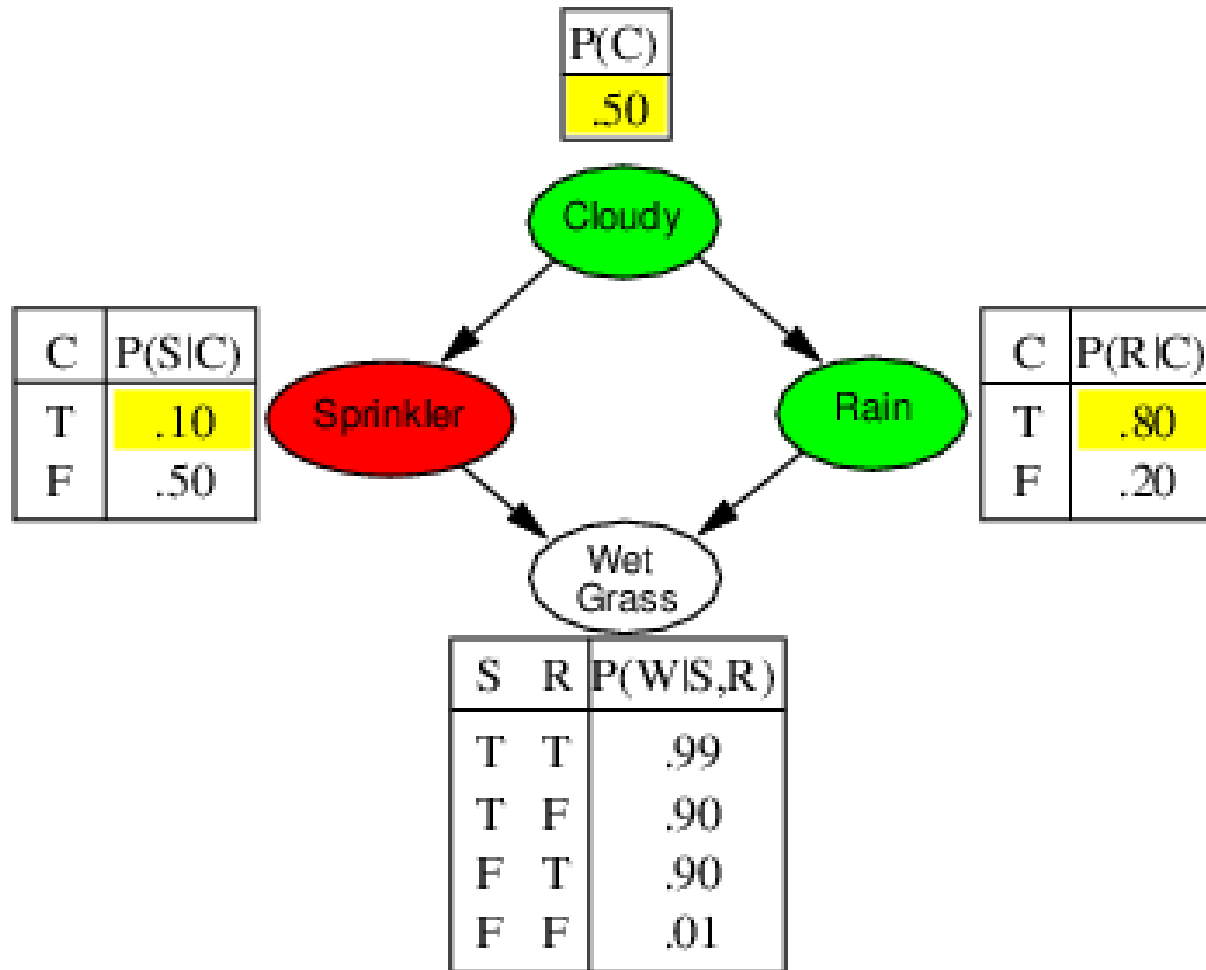 P(C)
.50
Cloudy
C P(S|C)
T .10
F .50
Sprinkler
Rain
C P(R|C)
T .80
F .20
Wet
Grass
S R P(W|S,R)
T T .99
T F .90
F T .90
F F .01